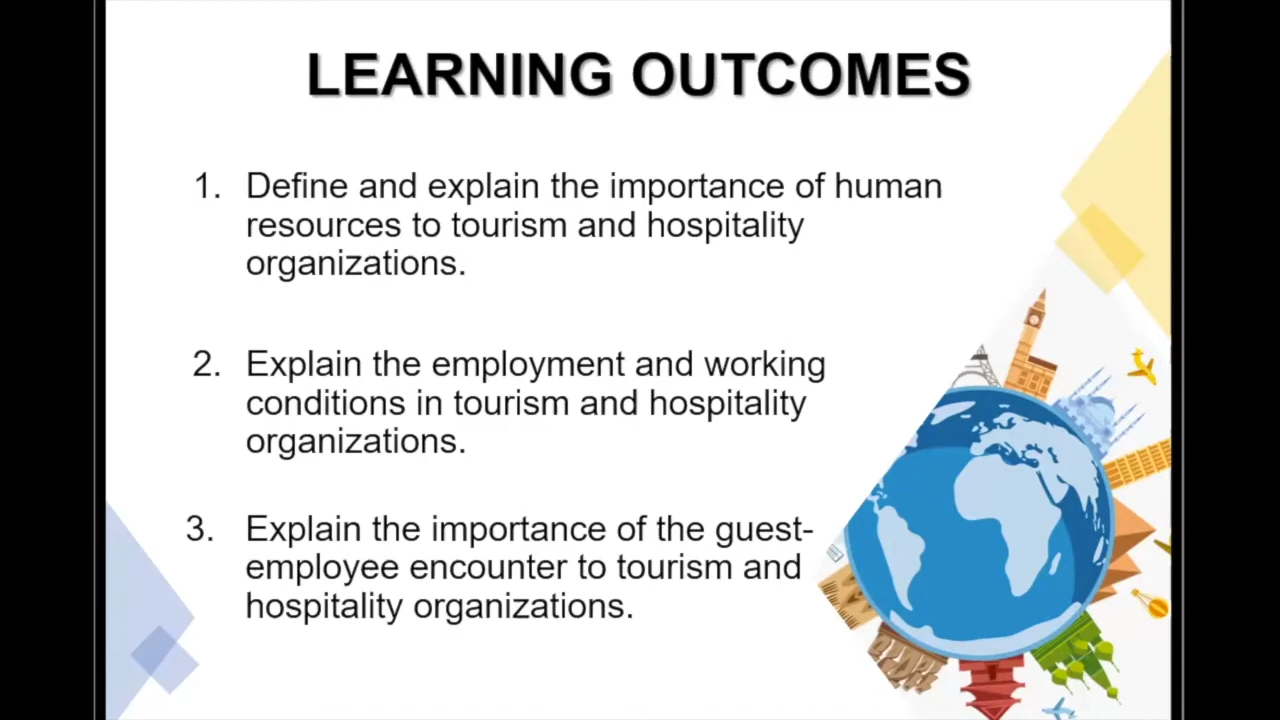 LEARNING OUTCOMES
1. Define and explain the importance of human
resources to tourism and hospitality
organizations.
2. Explain the employment and working
conditions in tourism and hospitality
organizations.
3. Explain the importance of the guest-
employee encounter to tourism and
hospitality organizations.